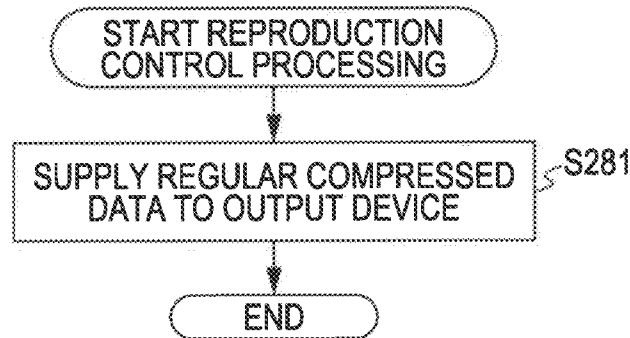 START REPRODUCTION
CONTROL PROCESSING
SUPPLY REGULAR COMPRESSED
DATA TO OUTPUT DEVICE
S281
END